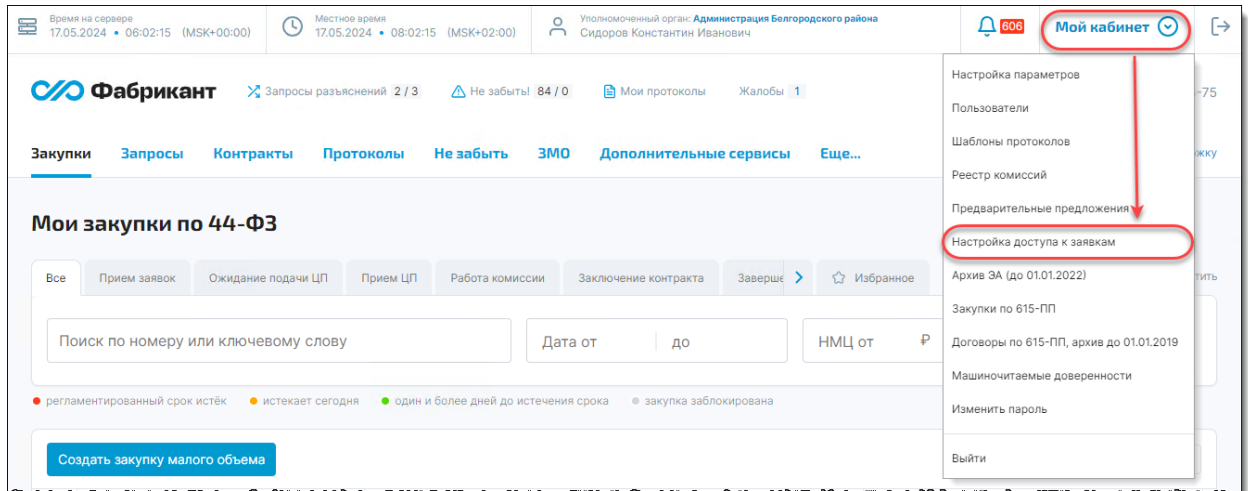 Время на сервере
17.05.2024 • 06:02:15 (MSK+00:00)
Местное время
17.05.2024 • 08:02:15 (MSK+02:00)
Уполномоченный орган: Администрация Белгородского района
Сидоров Константин Иванович
606
Мой кабинет
Фабрикант
Запросы разъяснений 2 / 3
Не забыть! 84 / 0
Мои протоколы
Жалобы 1
-75
Закупки
Запросы
Контракты
Протоколы
Не забыть
ЗМО
Дополнительные сервисы
Еще...
Настройка параметров
Пользователи
Шаблоны протоколов
Реестр комиссий
Предварительные предложения
Настройка доступа к заявкам
Архив ЭА (до 01.01.2022)
Закупки по 615-ПП
Договоры по 615-ПП, архив до 01.01.2019
Машиночитаемые доверенности
Изменить пароль
Выйти
Мои закупки по 44-ФЗ
Все
Прием заявок
Ожидание подачи ЦП
Прием ЦП
Работа комиссии
Заключение контракта
Заверше
Избранное
Поиск по номеру или ключевому слову
Дата от
до
НМЦ от ₽
регламентированный срок истёк
истекает сегодня
один и более дней до истечения срока
закупка заблокирована
Создать закупку малого объема